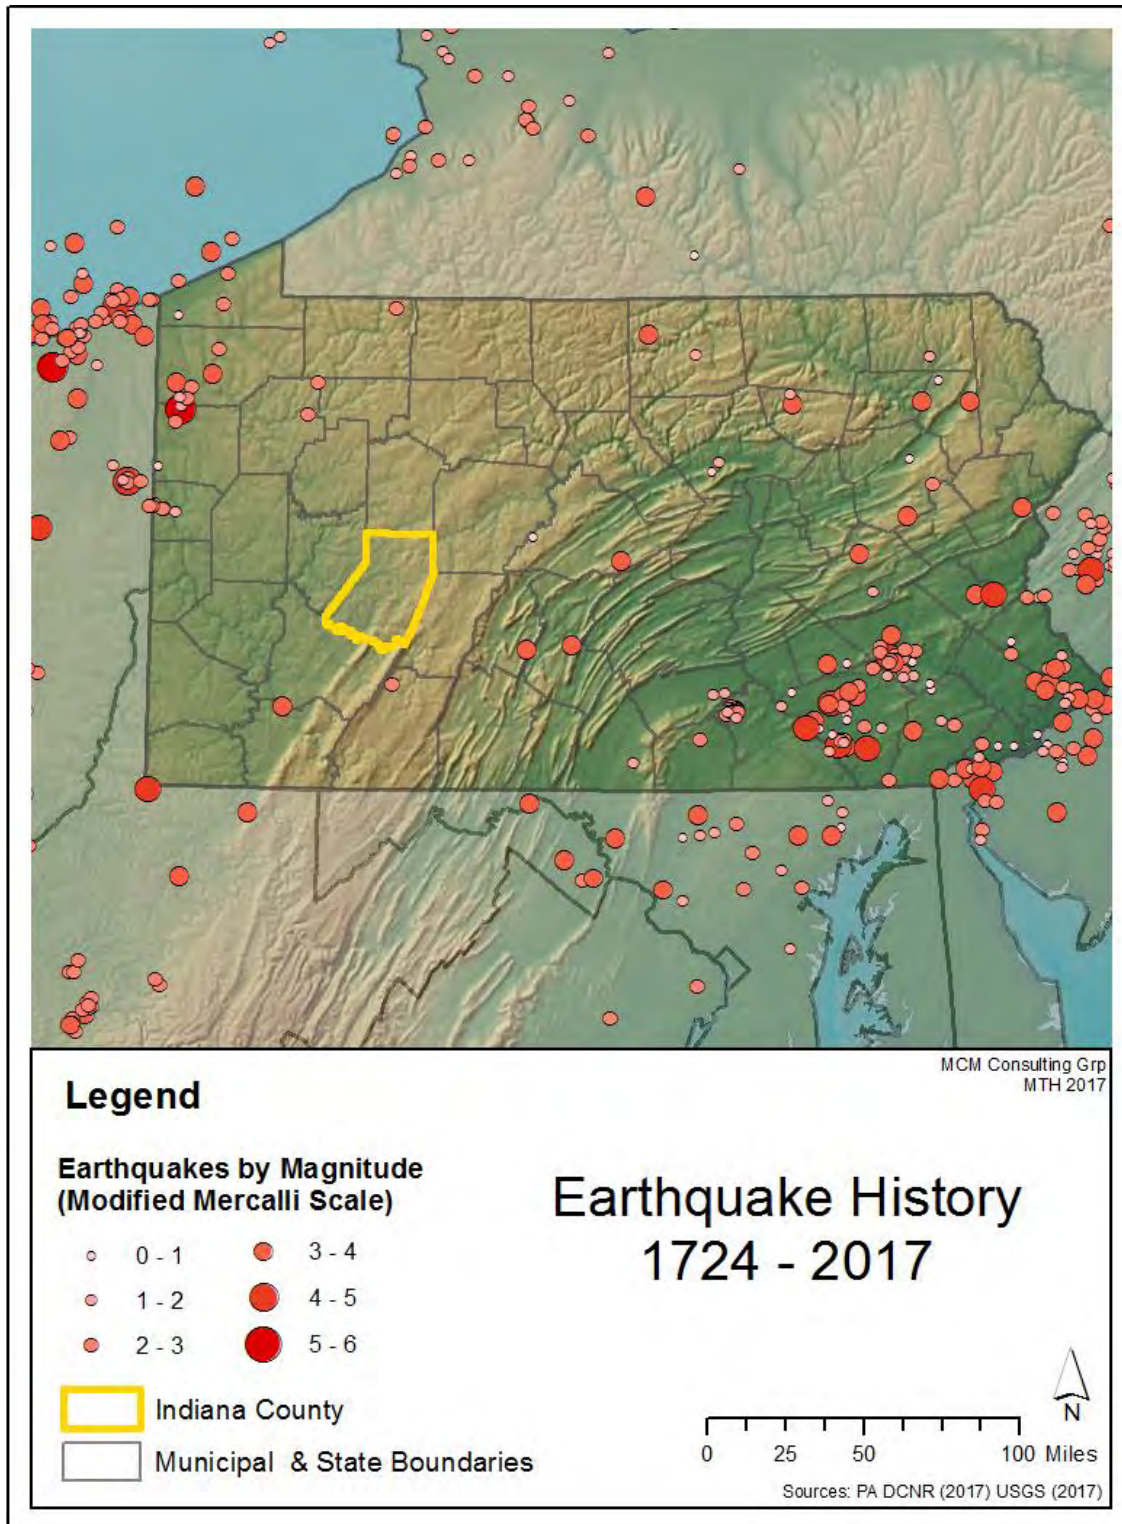 MCM Consulting Grp
MTH 2017
Legend
Earthquakes by Magnitude
(Modified Mercalli Scale)
0 - 1
1 - 2
2 - 3
3 - 4
4 - 5
5 - 6
Indiana County
Municipal & State Boundaries
Earthquake History
1724 - 2017
N
0 25 50 100 Miles
Sources: PA DCNR (2017) USGS (2017)